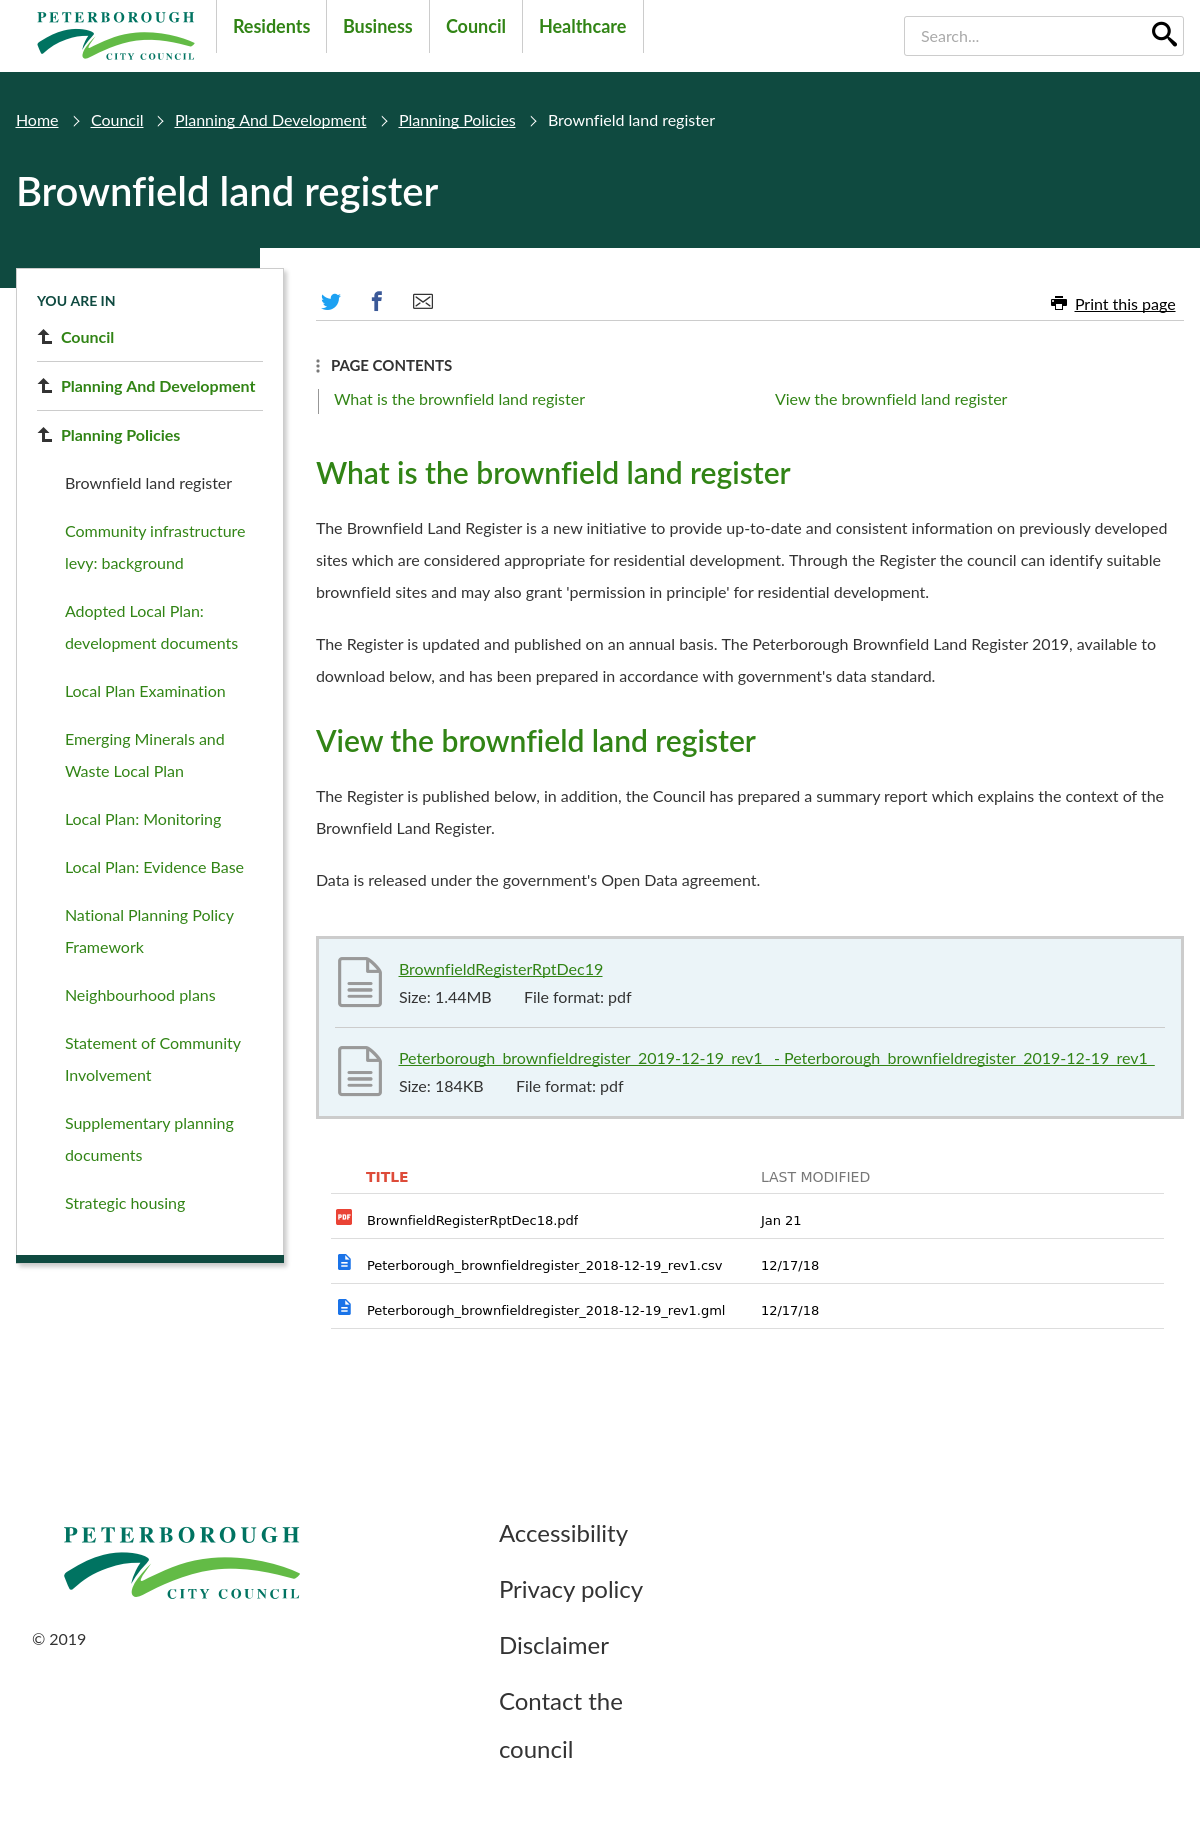 PETERBOROUGH
CITY COUNCIL
Residents
Business
Council
Healthcare
Search...
Home
Council
Planning And Development
Planning Policies
Brownfield land register
Brownfield land register
YOU ARE IN
Council
Planning And Development
Planning Policies
Brownfield land register
Community infrastructure
levy: background
Adopted Local Plan:
development documents
Local Plan Examination
Emerging Minerals and
Waste Local Plan
Local Plan: Monitoring
Local Plan: Evidence Base
National Planning Policy
Framework
Neighbourhood plans
Statement of Community
Involvement
Supplementary planning
documents
Strategic housing
Print this page
PAGE CONTENTS
What is the brownfield land register
View the brownfield land register
What is the brownfield land register
The Brownfield Land Register is a new initiative to provide up-to-date and consistent information on previously developed
sites which are considered appropriate for residential development. Through the Register the council can identify suitable
brownfield sites and may also grant 'permission in principle' for residential development.
The Register is updated and published on an annual basis. The Peterborough Brownfield Land Register 2019, available to
download below, and has been prepared in accordance with government's data standard.
View the brownfield land register
The Register is published below, in addition, the Council has prepared a summary report which explains the context of the
Brownfield Land Register.
Data is released under the government's Open Data agreement.
BrownfieldRegisterRptDec19
Size: 1.44MB File format: pdf
Peterborough_brownfieldregister_2019-12-19_rev1_ - Peterborough_brownfieldregister_2019-12-19_rev1_
Size: 184KB File format: pdf
TITLE LAST MODIFIED
PDF BrownfieldRegisterRptDec18.pdf Jan 21
Peterborough_brownfieldregister_2018-12-19_rev1.csv 12/17/18
Peterborough_brownfieldregister_2018-12-19_rev1.gml 12/17/18
PETERBOROUGH
CITY COUNCIL
© 2019
Accessibility
Privacy policy
Disclaimer
Contact the
council